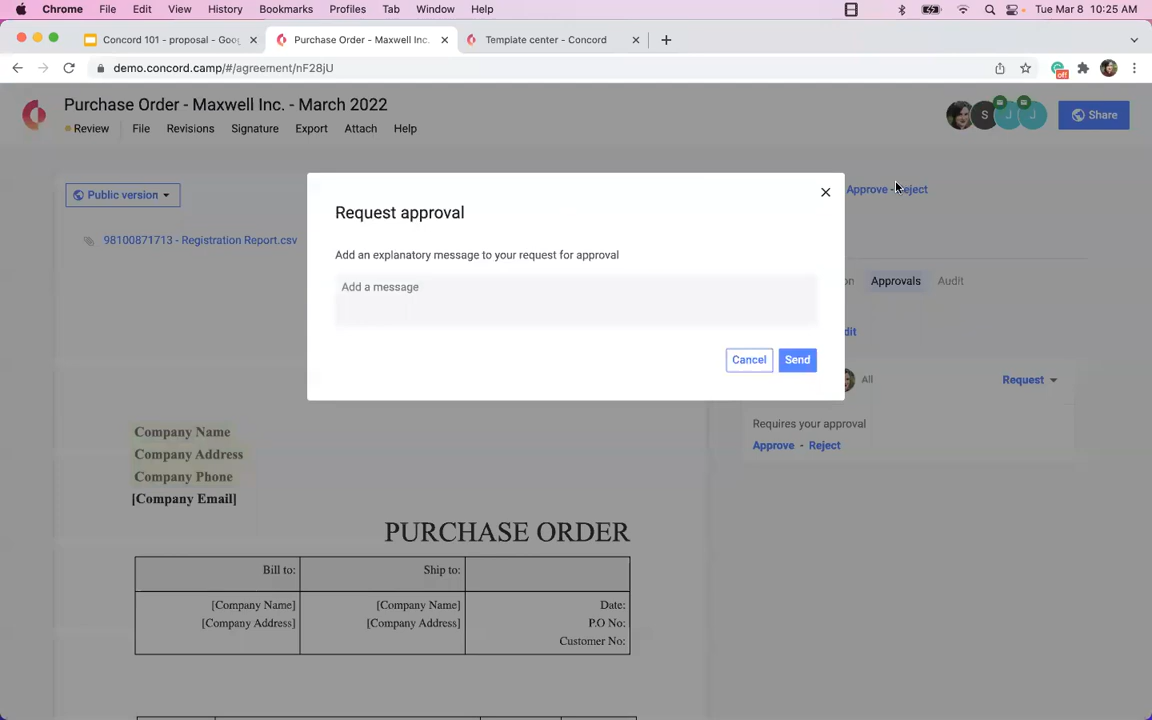 Chrome File Edit View History Bookmarks Profiles Tab Window Help Tue Mar 8 10:25 AM
Concord 101 - proposal - Goog
Purchase Order - Maxwell Inc.
Template center - Concord
demo.concord.camp/#/agreement/nF28jU
off
Purchase Order - Maxwell Inc. - March 2022
Review File Revisions Signature Export Attach Help
S J J
Share
Public version
Approve - Reject
98100871713 - Registration Report.csv
Request approval
Add an explanatory message to your request for approval
Add a message
Cancel Send
Approvals Audit
All
Request
Requires your approval
Approve - Reject
Company Name
Company Address
Company Phone
[Company Email]
PURCHASE ORDER
Bill to: Ship to:
[Company Name] [Company Name] Date:
[Company Address] [Company Address] P.O No:
Customer No: